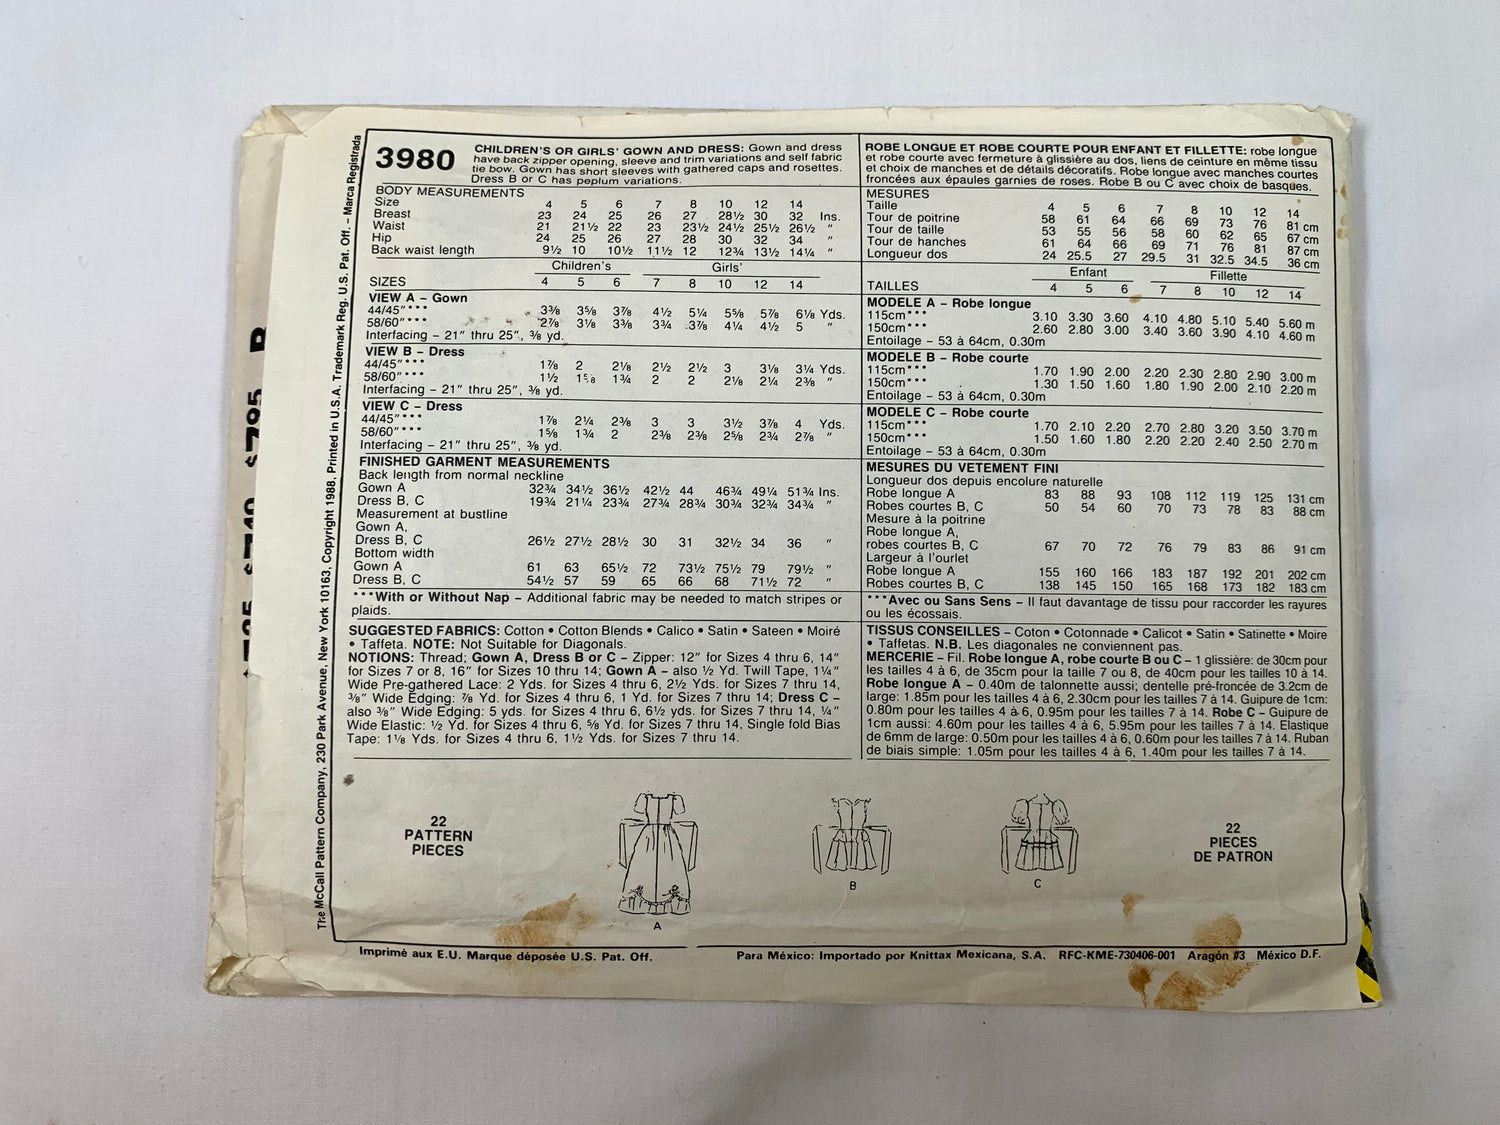 The McCall Pattern Company, 230 Park Avenue, New York 10163, Copyright 1988, Printed in U.S.A. Trademark Reg. U.S. Pat. Off. – Marca Registrada
3980
CHILDREN'S OR GIRLS' GOWN AND DRESS: Gown and dress
have back zipper opening, sleeve and trim variations and self fabric
tie bow. Gown has short sleeves with gathered caps and rosettes.
Dress B or C has peplum variations.
BODY MEASUREMENTS
Size 4 5 6 7 8 10 12 14
Breast 23 24 25 26 27 28½ 30 32 Ins.
Waist 21 21½ 22 23 23½ 24½ 25½ 26½ "
Hip 24 25 26 27 28 30 32 34 "
Back waist length 9½ 10 10½ 11½ 12 12¾ 13½ 14¼ "
Children's Girls'
SIZES 4 5 6 7 8 10 12 14
VIEW A – Gown
44/45"*** 3⅜ 3⅝ 3⅞ 4½ 5¼ 5⅝ 5⅞ 6⅛ Yds.
58/60"*** 2⅞ 3⅛ 3⅜ 3¾ 3⅞ 4¼ 4½ 5 "
Interfacing – 21" thru 25", ⅜ yd.
VIEW B – Dress
44/45"*** 1⅞ 2 2⅛ 2½ 2½ 3 3⅛ 3¼ Yds.
58/60"*** 1½ 1⅝ 1¾ 2 2 2⅛ 2¼ 2⅜ "
Interfacing – 21" thru 25", ⅜ yd.
VIEW C – Dress
44/45"*** 1⅞ 2¼ 2⅜ 3 3 3½ 3⅞ 4 Yds.
58/60"*** 1⅝ 1¾ 2 2⅜ 2⅜ 2⅝ 2¾ 2⅞ "
Interfacing – 21" thru 25", ⅜ yd.
FINISHED GARMENT MEASUREMENTS
Back length from normal neckline
Gown A 32¾ 34½ 36½ 42½ 44 46¾ 49¼ 51¾ Ins.
Dress B, C 19¾ 21¼ 23¾ 27¾ 28¾ 30¾ 32¾ 34¾ "
Measurement at bustline
Gown A,
Dress B, C 26½ 27½ 28½ 30 31 32½ 34 36 "
Bottom width
Gown A 61 63 65½ 72 73½ 75½ 79 79½ "
Dress B, C 54½ 57 59 65 66 68 71½ 72 "
***With or Without Nap – Additional fabric may be needed to match stripes or
plaids.
SUGGESTED FABRICS: Cotton • Cotton Blends • Calico • Satin • Sateen • Moiré
• Taffeta. NOTE: Not Suitable for Diagonals.
NOTIONS: Thread; Gown A, Dress B or C – Zipper: 12" for Sizes 4 thru 6, 14"
for Sizes 7 or 8, 16" for Sizes 10 thru 14; Gown A – also ½ Yd. Twill Tape, 1¼"
Wide Pre-gathered Lace: 2 Yds. for Sizes 4 thru 6, 2½ Yds. for Sizes 7 thru 14,
⅜" Wide Edging: ⅞ Yd. for Sizes 4 thru 6, 1 Yd. for Sizes 7 thru 14; Dress C –
also ⅜" Wide Edging: 5 yds. for Sizes 4 thru 6, 6½ yds. for Sizes 7 thru 14, ¼"
Wide Elastic: ½ Yd. for Sizes 4 thru 6, ⅝ Yd. for Sizes 7 thru 14, Single fold Bias
Tape: 1⅛ Yds. for Sizes 4 thru 6, 1½ Yds. for Sizes 7 thru 14.
ROBE LONGUE ET ROBE COURTE POUR ENFANT ET FILLETTE: robe longue
et robe courte avec fermeture à glissière au dos, liens de ceinture en même tissu
et choix de manches et de détails décoratifs. Robe longue avec manches courtes
froncées aux épaules garnies de roses. Robe B ou C avec choix de basques.
MESURES
Taille 4 5 6 7 8 10 12 14
Tour de poitrine 58 61 64 66 69 73 76 81 cm
Tour de taille 53 55 56 58 60 62 65 67 cm
Tour de hanches 61 64 66 69 71 76 81 87 cm
Longueur dos 24 25.5 27 29.5 31 32.5 34.5 36 cm
Enfant Fillette
TAILLES 4 5 6 7 8 10 12 14
MODELE A – Robe longue
115cm*** 3.10 3.30 3.60 4.10 4.80 5.10 5.40 5.60 m
150cm*** 2.60 2.80 3.00 3.40 3.60 3.90 4.10 4.60 m
Entoilage – 53 à 64cm, 0.30m
MODELE B – Robe courte
115cm*** 1.70 1.90 2.00 2.20 2.30 2.80 2.90 3.00 m
150cm*** 1.30 1.50 1.60 1.80 1.90 2.00 2.10 2.20 m
Entoilage – 53 à 64cm, 0.30m
MODELE C – Robe courte
115cm*** 1.70 2.10 2.20 2.70 2.80 3.20 3.50 3.70 m
150cm*** 1.50 1.60 1.80 2.20 2.20 2.40 2.50 2.70 m
Entoilage – 53 à 64cm, 0.30m
MESURES DU VETEMENT FINI
Longueur dos depuis encolure naturelle
Robe longue A 83 88 93 108 112 119 125 131 cm
Robes courtes B, C 50 54 60 70 73 78 83 88 cm
Mesure à la poitrine
Robe longue A,
robes courtes B, C 67 70 72 76 79 83 86 91 cm
Largeur à l'ourlet
Robe longue A 155 160 166 183 187 192 201 202 cm
Robes courtes B, C 138 145 150 165 168 173 182 183 cm
***Avec ou Sans Sens – Il faut davantage de tissu pour raccorder les rayures
ou les écossais.
TISSUS CONSEILLES – Coton • Cotonnade • Calicot • Satin • Satinette • Moire
• Taffetas. N.B. Les diagonales ne conviennent pas.
MERCERIE – Fil. Robe longue A, robe courte B ou C – 1 glissière: de 30cm pour
les tailles 4 à 6, de 35cm pour la taille 7 ou 8, de 40cm pour les tailles 10 à 14.
Robe longue A – 0.40m de talonnette aussi; dentelle pré-froncée de 3.2cm de
large: 1.85m pour les tailles 4 à 6, 2.30cm pour les tailles 7 à 14. Guipure de 1cm:
0.80m pour les tailles 4 à 6, 0.95m pour les tailles 7 à 14. Robe C – Guipure de
1cm aussi: 4.60m pour les tailles 4 à 6, 5.95m pour les tailles 7 à 14. Elastique
de 6mm de large: 0.50m pour les tailles 4 à 6, 0.60m pour les tailles 7 à 14. Ruban
de biais simple: 1.05m pour les tailles 4 à 6, 1.40m pour les tailles 7 à 14.
22
PATTERN
PIECES
A
B
C
22
PIECES
DE PATRON
Imprimé aux E.U. Marque déposée U.S. Pat. Off.
Para México: Importado por Knittax Mexicana, S.A. RFC-KME-730406-001 Aragón #3 México D.F.